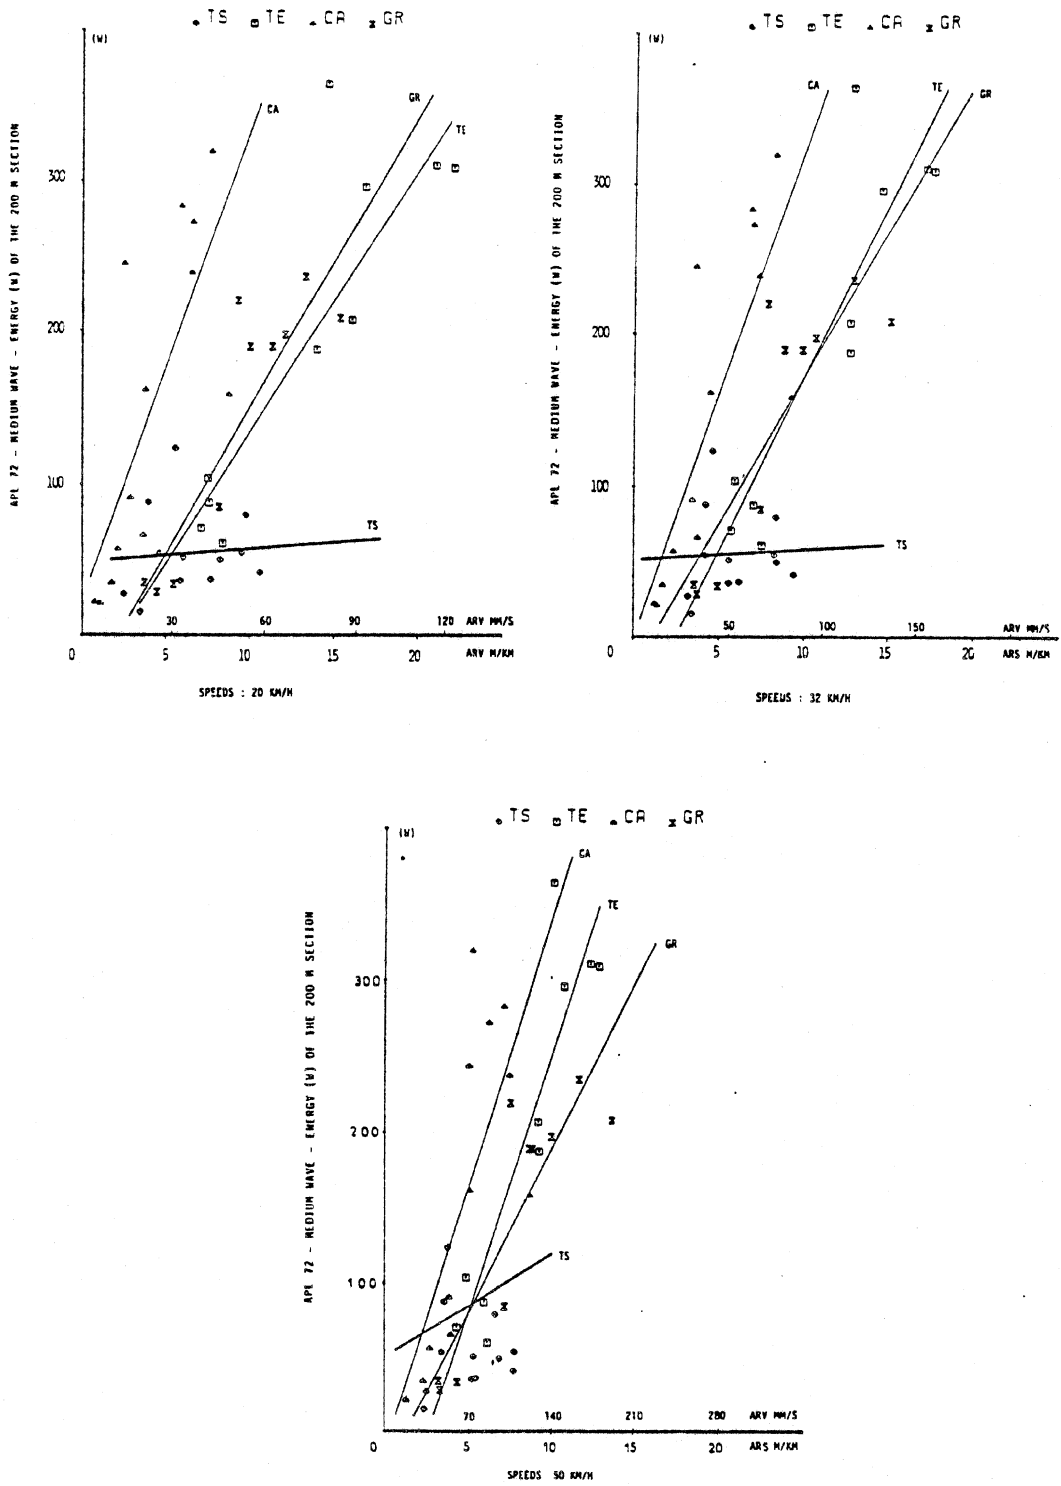 TS TE CA GR
(W)
APL 72 - MEDIUM WAVE - ENERGY (W) OF THE 200 M SECTION
CA
GR
TE
300
200
100
TS
30 60 90 120 ARV MM/S
0 5 10 15 20 ARV M/KM
SPEEDS : 20 KM/H
TS TE CA GR
(W)
APL 72 - MEDIUM WAVE - ENERGY (W) OF THE 200 M SECTION
CA
TE
GR
300
200
100
TS
50 100 150 ARV MM/S
0 5 10 15 20 ARS M/KM
SPEEDS : 32 KM/H
TS TE CA GR
(W)
APL 72 - MEDIUM WAVE - ENERGY (W) OF THE 200 M SECTION
CA
TE
GR
300
200
100
TS
70 140 210 280 ARV MM/S
0 5 10 15 20 ARS M/KM
SPEEDS 50 KM/H